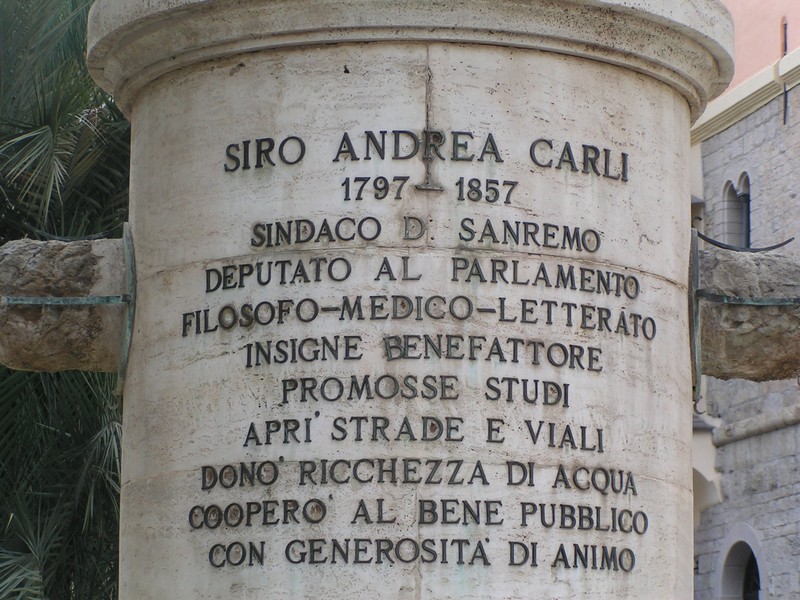 SIRO ANDREA CARLI
1797 1857
SINDACO DI SANREMO
DEPUTATO AL PARLAMENTO
FILOSOFO-MEDICO-LETTERATO
INSIGNE BENEFATTORE
PROMOSSE STUDI
APRI' STRADE E VIALI
DONO' RICCHEZZA DI ACQUA
COOPERO' AL BENE PUBBLICO
CON GENEROSITA' DI ANIMO